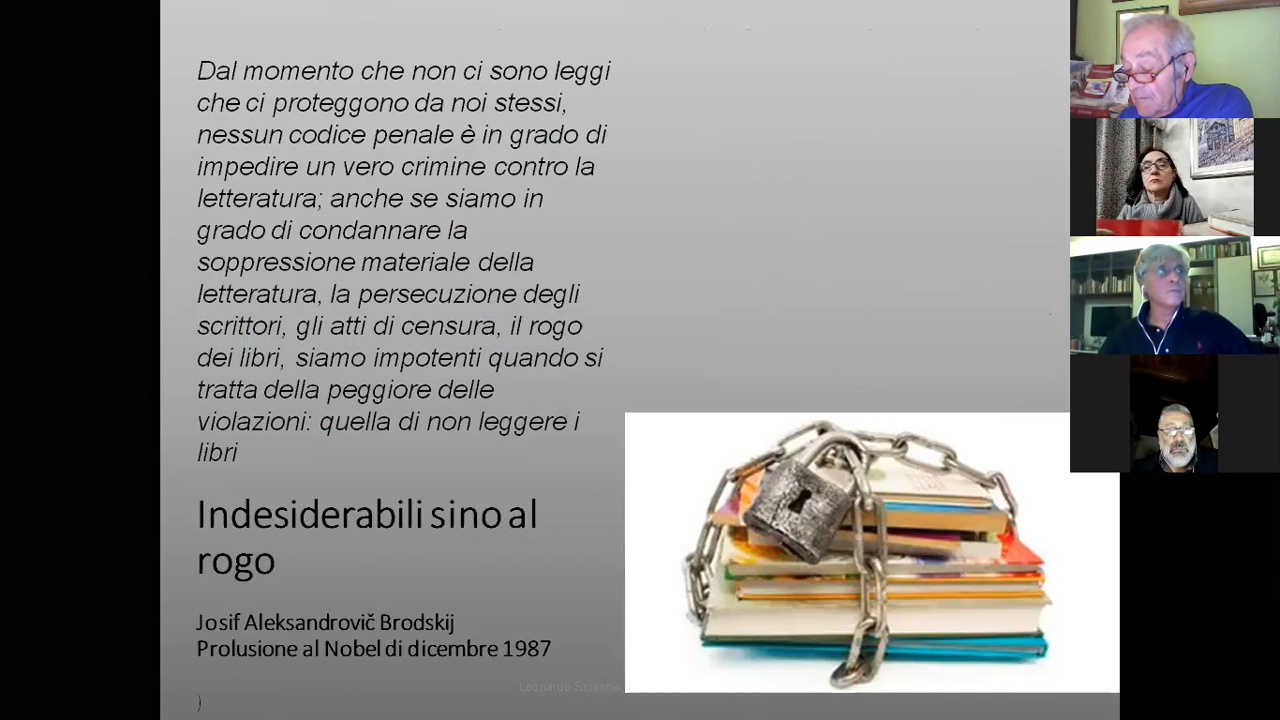 Dal momento che non ci sono leggi
che ci proteggono da noi stessi,
nessun codice penale è in grado di
impedire un vero crimine contro la
letteratura; anche se siamo in
grado di condannare la
soppressione materiale della
letteratura, la persecuzione degli
scrittori, gli atti di censura, il rogo
dei libri, siamo impotenti quando si
tratta della peggiore delle
violazioni: quella di non leggere i
libri
Indesiderabili sino al
rogo
Josif Aleksandrovič Brodskij
Prolusione al Nobel di dicembre 1987
Leonardo
)